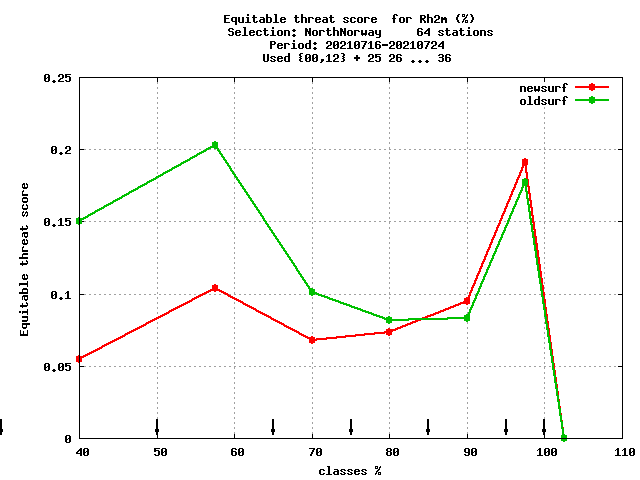 Equitable threat score  for Rh2m (%)
Selection: NorthNorway     64 stations
Period: 20210716-20210724
Used {00,12} + 25 26 ... 36
0.25
0.2
0.15
0.1
0.05
0
Equitable threat score
newsurf
oldsurf
40 50 60 70 80 90 100 110
classes %